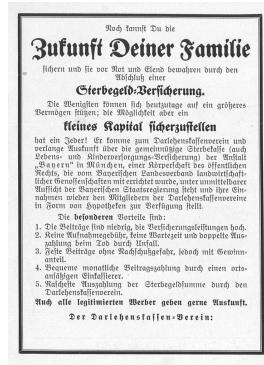 Noch kannst Du die
Zukunft Deiner Familie
sichern und sie vor Not und Elend bewahren durch den
Abschluß einer
Sterbegeld-Versicherung.
Die Wenigsten können sich heutzutage auf ein größeres
Vermögen stützen; die Möglichkeit aber ein
kleines Kapital sicherzustellen
hat ein Jeder! Er komme zum Darlehenskassenverein und
verlange Auskunft über die gemeinnützige Sterbekasse (auch
Lebens- und Kinderversorgungs-Versicherung) der Anstalt
„Bayern“ in München, einer Körperschaft des öffentlichen
Rechts, die vom Bayerischen Landesverband landwirtschaft-
licher Genossenschaften mit errichtet wurde, unter unmittelbarer
Aufsicht der Bayerischen Staatsregierung steht und ihre Ein-
nahmen wieder den Mitgliedern der Darlehenskassenvereine
in Form von Hypotheken zur Verfügung stellt.
Die besonderen Vorteile sind:
1. Die Beiträge sind niedrig, die Versicherungsleistungen hoch.
2. Keine Aufnahmegebühr, keine Wartezeit und doppelte Aus-
zahlung beim Tod durch Unfall.
3. Feste Beiträge ohne Nachschußgefahr, jedoch mit Gewinn-
anteil.
4. Bequeme monatliche Beitragszahlung durch einen orts-
ansäßigen Einkassierer.
5. Rascheste Auszahlung der Sterbegeldsumme durch den
Darlehenskassenverein.
Auch alle legitimierten Werber geben gerne Auskunft.
Der Darlehenskassen-Verein: